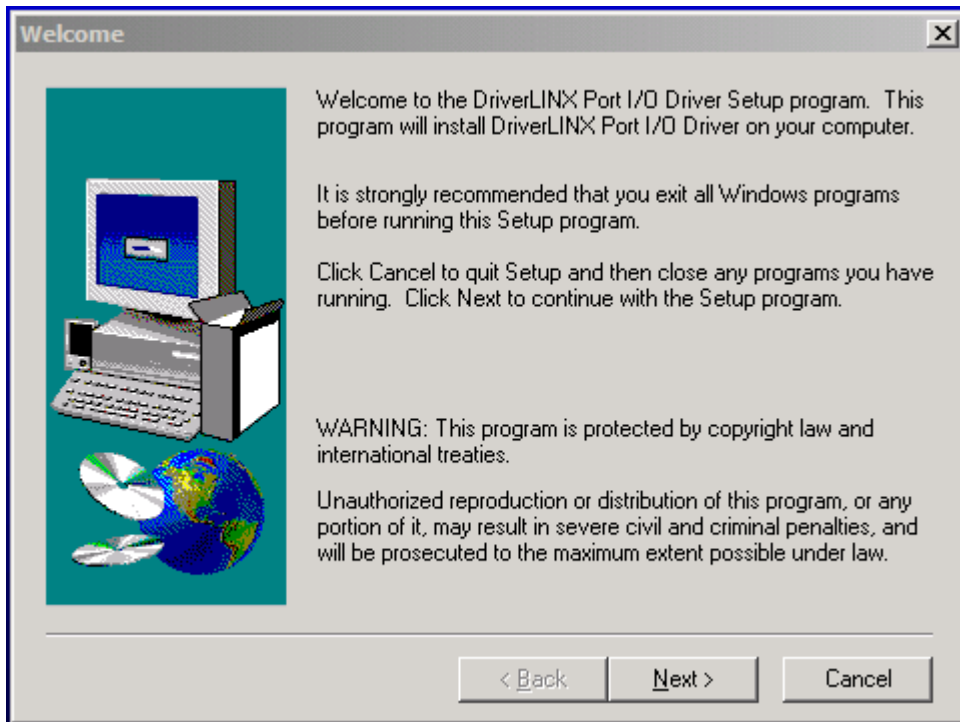 Welcome
Welcome to the DriverLINX Port I/O Driver Setup program.  This
program will install DriverLINX Port I/O Driver on your computer.
It is strongly recommended that you exit all Windows programs
before running this Setup program.
Click Cancel to quit Setup and then close any programs you have
running.  Click Next to continue with the Setup program.
WARNING: This program is protected by copyright law and
international treaties.
Unauthorized reproduction or distribution of this program, or any
portion of it, may result in severe civil and criminal penalties, and
will be prosecuted to the maximum extent possible under law.
< Back
Next >
Cancel